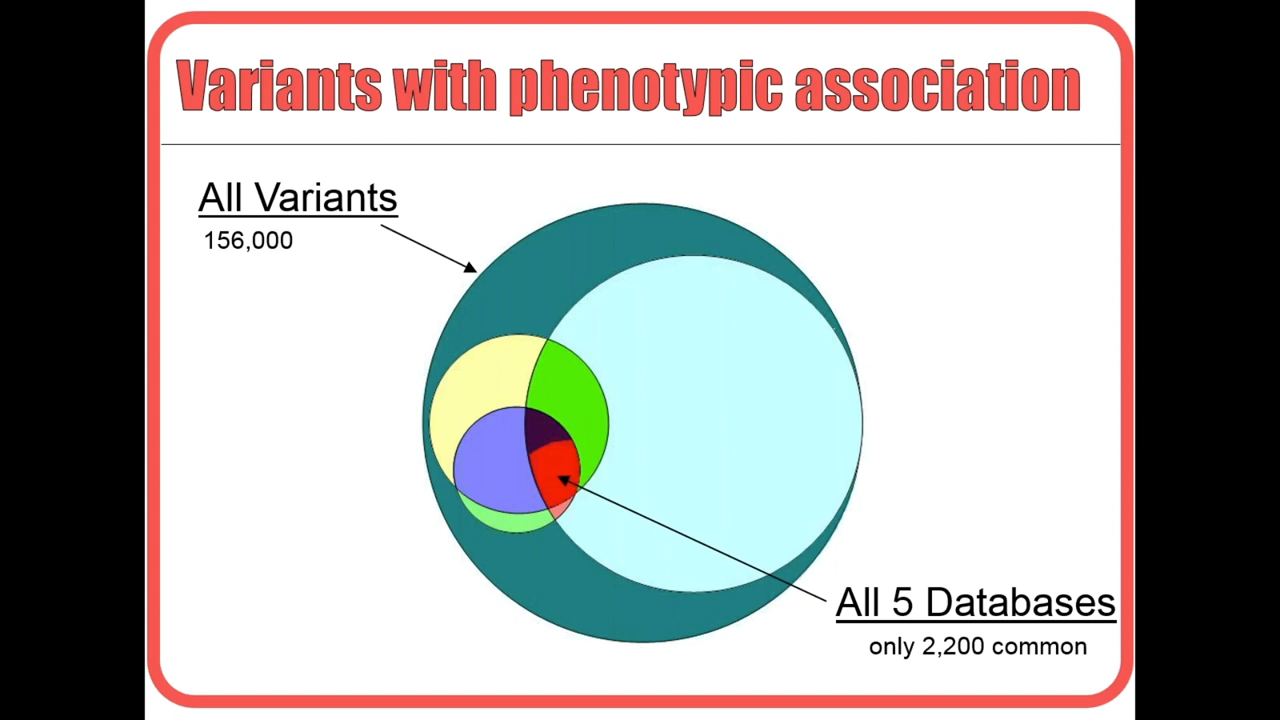 Variants with phenotypic association
All Variants
156,000
All 5 Databases
only 2,200 common